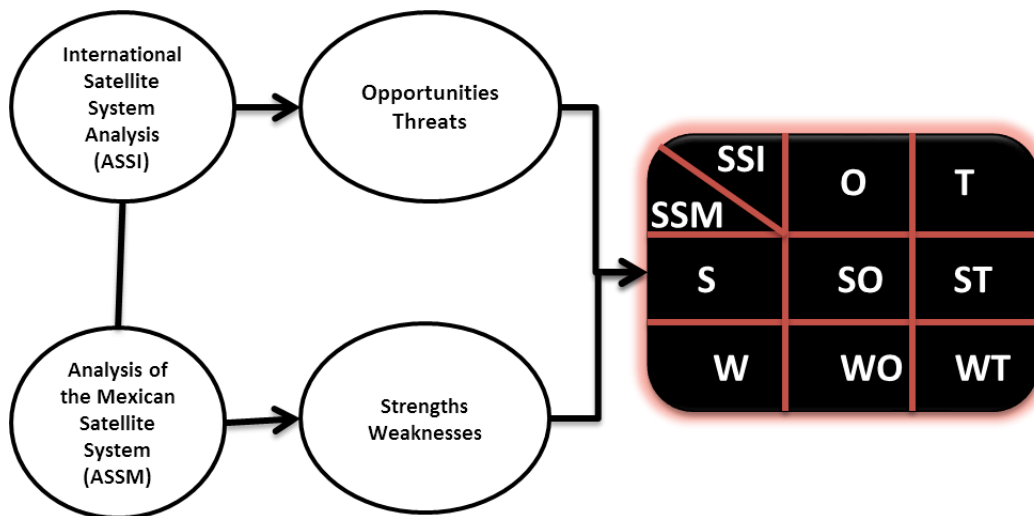 International
Satellite
System
Analysis
(ASSI)
Opportunities
Threats
SSI
SSM
O
T
S
SO
ST
W
WO
WT
Analysis of
the Mexican
Satellite
System
(ASSM)
Strengths
Weaknesses